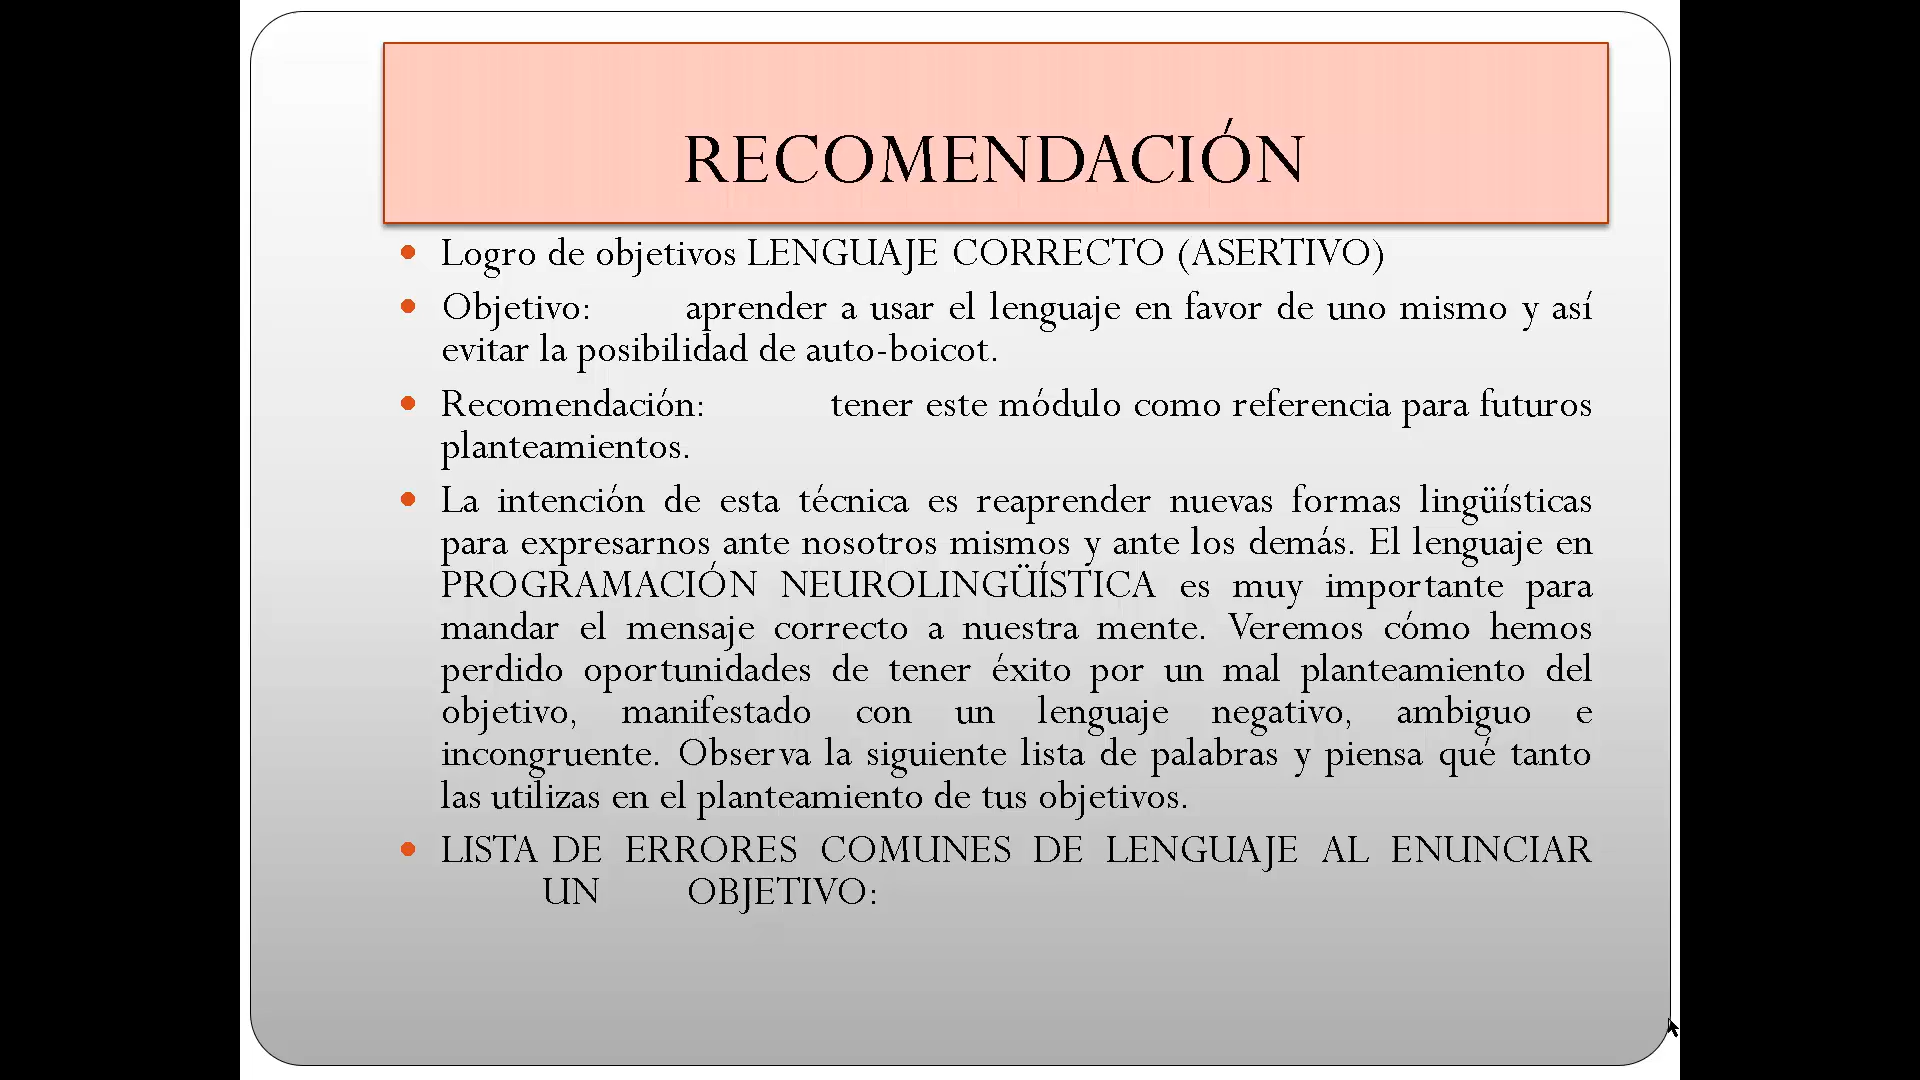 RECOMENDACIÓN
Logro de objetivos LENGUAJE CORRECTO (ASERTIVO)
Objetivo: aprender a usar el lenguaje en favor de uno mismo y así
evitar la posibilidad de auto-boicot.
Recomendación: tener este módulo como referencia para futuros
planteamientos.
La intención de esta técnica es reaprender nuevas formas lingüísticas
para expresarnos ante nosotros mismos y ante los demás. El lenguaje en
PROGRAMACIÓN NEUROLINGÜÍSTICA es muy importante para
mandar el mensaje correcto a nuestra mente. Veremos cómo hemos
perdido oportunidades de tener éxito por un mal planteamiento del
objetivo, manifestado con un lenguaje negativo, ambiguo e
incongruente. Observa la siguiente lista de palabras y piensa qué tanto
las utilizas en el planteamiento de tus objetivos.
LISTA DE ERRORES COMUNES DE LENGUAJE AL ENUNCIAR
UN OBJETIVO: